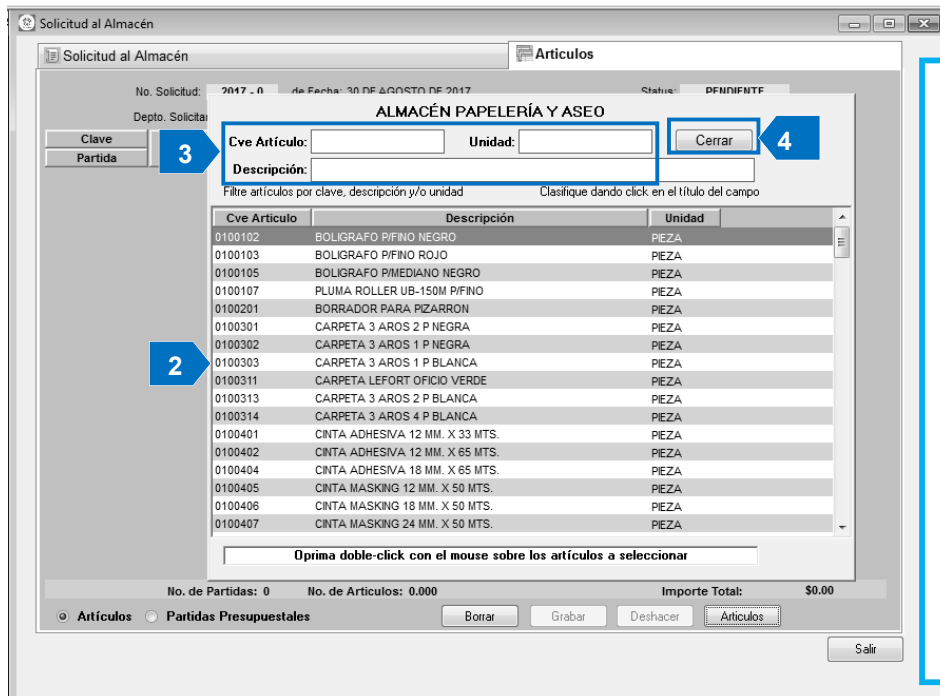 Solicitud al Almacén
Solicitud al Almacén
Articulos
No. Solicitud: 2017 - 0 de Fecha: 30 DE AGOSTO DE 2017 Status: PENDIENTE
Depto. Solicitar
ALMACÉN PAPELERÍA Y ASEO
Clave
Partida
3
Cve Artículo: Unidad: Cerrar
4
Descripción:
Filtre artículos por clave, descripción y/o unidad Clasifique dando click en el título del campo
Cve Articulo Descripción Unidad
0100102 BOLIGRAFO P/FINO NEGRO PIEZA
0100103 BOLIGRAFO P/FINO ROJO PIEZA
0100105 BOLIGRAFO P/MEDIANO NEGRO PIEZA
0100107 PLUMA ROLLER UB-150M P/FINO PIEZA
0100201 BORRADOR PARA PIZARRON PIEZA
0100301 CARPETA 3 AROS 2 P NEGRA PIEZA
0100302 CARPETA 3 AROS 1 P NEGRA PIEZA
2
0100303 CARPETA 3 AROS 1 P BLANCA PIEZA
0100311 CARPETA LEFORT OFICIO VERDE PIEZA
0100313 CARPETA 3 AROS 2 P BLANCA PIEZA
0100314 CARPETA 3 AROS 4 P BLANCA PIEZA
0100401 CINTA ADHESIVA 12 MM. X 33 MTS. PIEZA
0100402 CINTA ADHESIVA 12 MM. X 65 MTS. PIEZA
0100404 CINTA ADHESIVA 18 MM. X 65 MTS. PIEZA
0100405 CINTA MASKING 12 MM. X 50 MTS. PIEZA
0100406 CINTA MASKING 18 MM. X 50 MTS. PIEZA
0100407 CINTA MASKING 24 MM. X 50 MTS. PIEZA
Oprima doble-click con el mouse sobre los artículos a seleccionar
No. de Partidas: 0 No. de Articulos: 0.000 Importe Total: $0.00
Artículos Partidas Presupuestales Borrar Grabar Deshacer Articulos
Salir